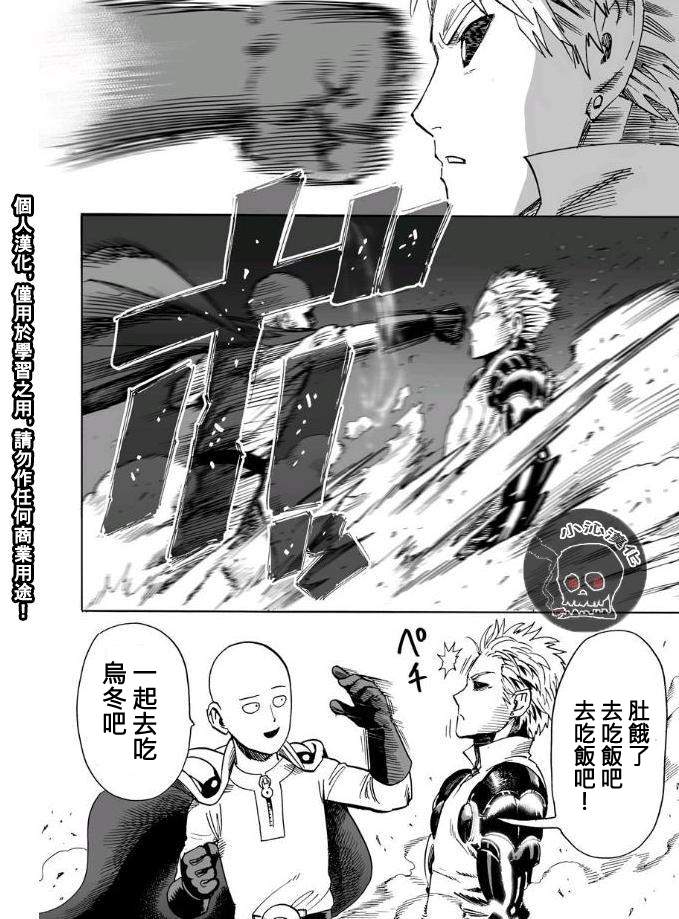 個人漢化，僅用於學習之用，請勿作任何商業用途！
ボッ
小沁漢化
ペチ
肚餓了
去吃飯吧
去吃飯吧！
一起去吃
烏冬吧